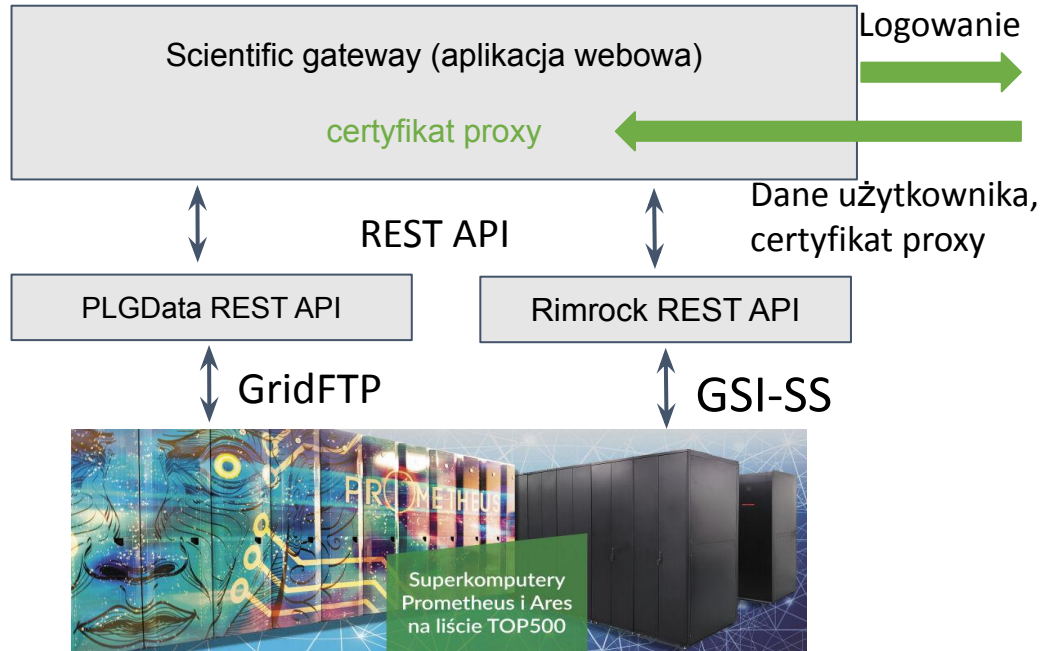 Logowanie
Scientific gateway (aplikacja webowa)
certyfikat proxy
Dane użytkownika,
certyfikat proxy
REST API
PLGData REST API
Rimrock REST API
GridFTP
GSI-SS
PROMETHEUS
Superkomputery
Prometheus i Ares
na liście TOP500